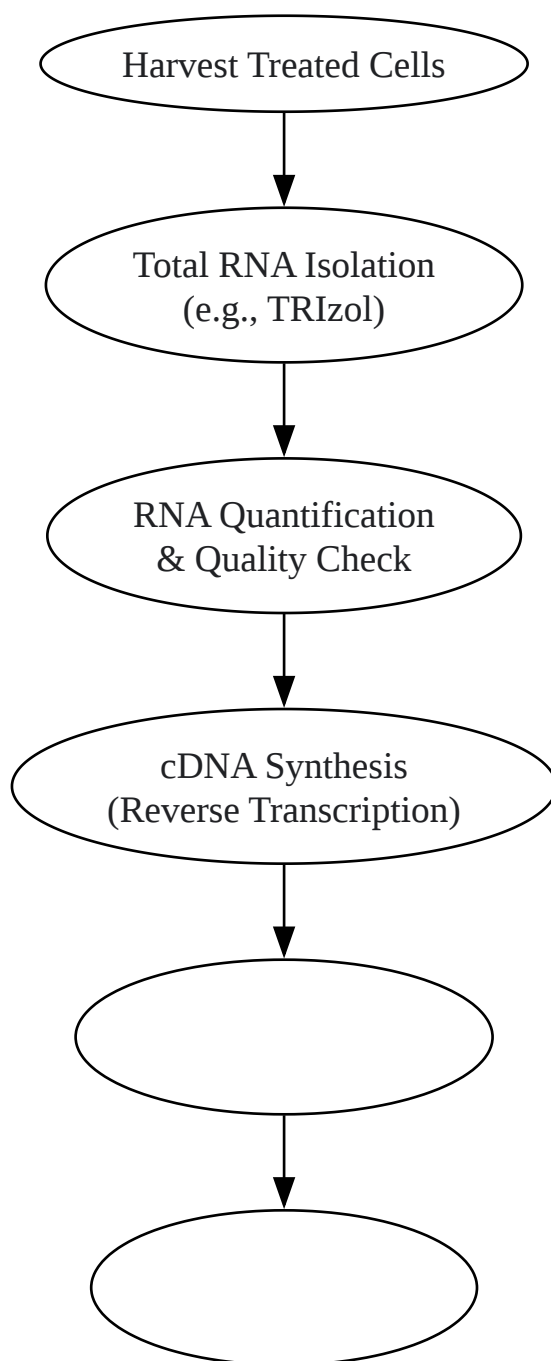 Harvest Treated Cells
Total RNA Isolation
(e.g., TRIzol)
RNA Quantification
& Quality Check
cDNA Synthesis
(Reverse Transcription)